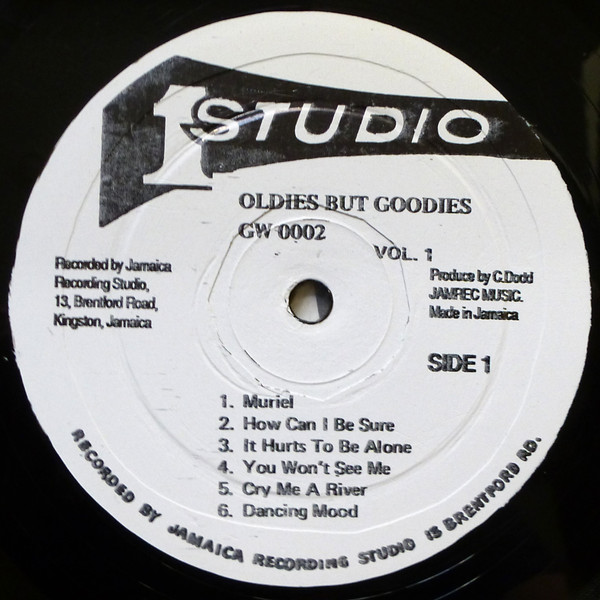 1 STUDIO
OLDIES BUT GOODIES
GW 0002
VOL. 1
Recorded by Jamaica
Recording Studio,
13, Brentford Road,
Kingston, Jamaica
Produce by C.Dodd
JAMREC MUSIC.
Made in Jamaica
SIDE 1
1. Muriel
2. How Can I Be Sure
3. It Hurts To Be Alone
4. You Won't See Me
5. Cry Me A River
6. Dancing Mood
RECORDED BY JAMAICA RECORDING STUDIO IS BRENTFORD RD.